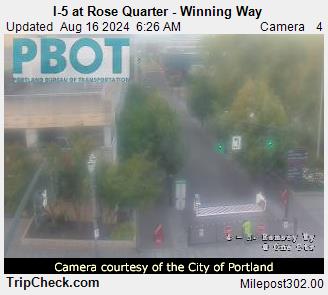 I-5 at Rose Quarter - Winning Way
Updated Aug 16 2024 6:26 AM Camera 4
PBOT
PORTLAND BUREAU OF TRANSPORTATION
Camera courtesy of the City of Portland
TripCheck.com Milepost302.00